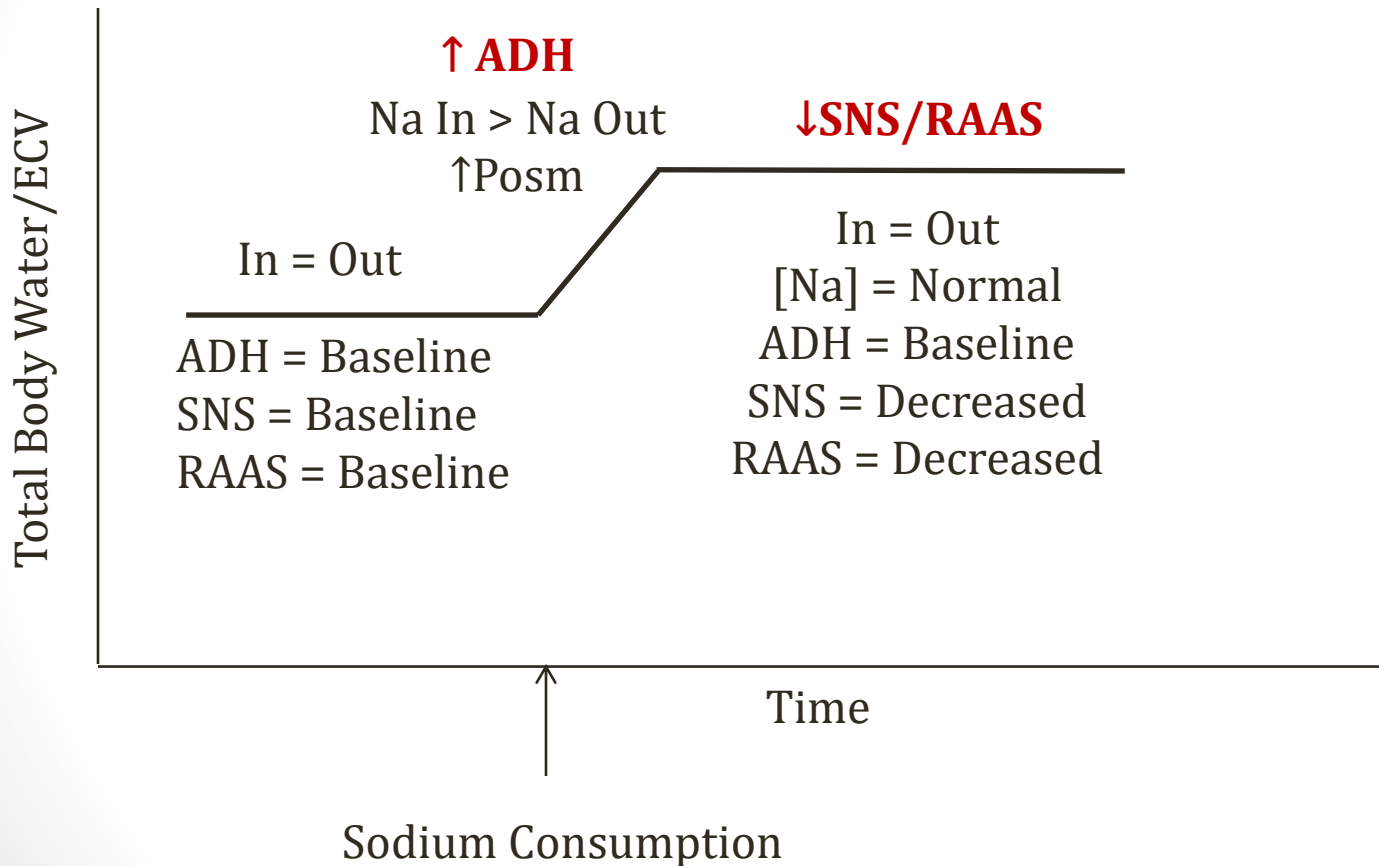 Total Body Water/ECV
↑ ADH
Na In > Na Out
↑Posm
↓SNS/RAAS
In = Out
ADH = Baseline
SNS = Baseline
RAAS = Baseline
In = Out
[Na] = Normal
ADH = Baseline
SNS = Decreased
RAAS = Decreased
Time
Sodium Consumption